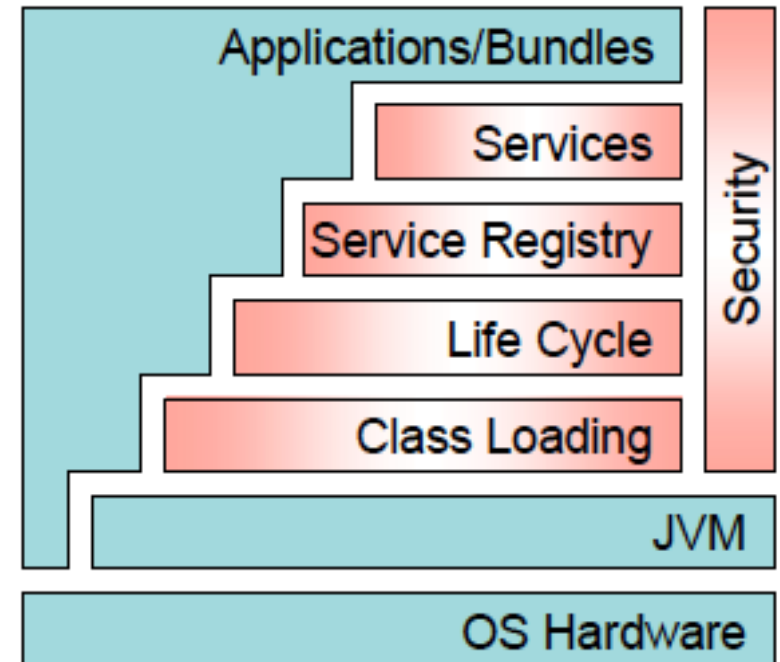 Applications/Bundles
Services
Service Registry
Life Cycle
Class Loading
Security
JVM
OS Hardware